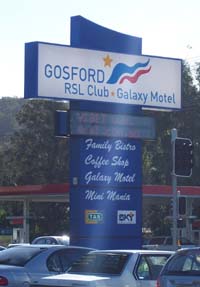 GOSFORD
RSL Club • Galaxy Motel
Family Bistro
Coffee Shop
Galaxy Motel
Mini Mania
TAB
SKY